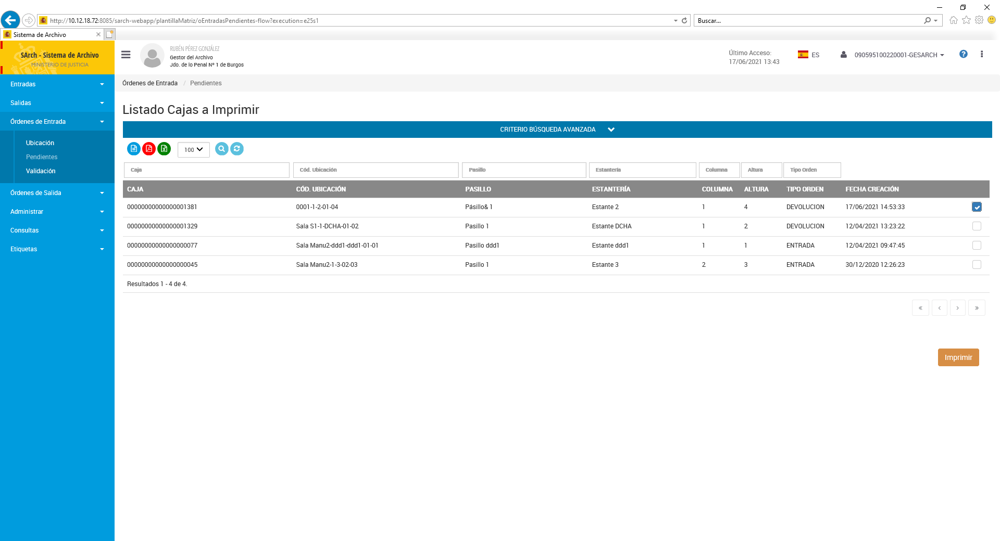 http://10.12.18.72:8085/sarch-webapp/plantillaMatriz/oEntradasPendientes-flow?execution=e25s1
Buscar...
Sistema de Archivo
SArch - Sistema de Archivo
MINISTERIO DE JUSTICIA
RUBÉN PÉREZ GONZÁLEZ
Gestor del Archivo
Jdo. de lo Penal Nº 1 de Burgos
Último Acceso:
17/06/2021 13:43
ES
090595100220001-GESARCH
Entradas
Salidas
Órdenes de Entrada
Ubicación
Pendientes
Validación
Órdenes de Salida
Administrar
Consultas
Etiquetas
Órdenes de Entrada / Pendientes
Listado Cajas a Imprimir
CRITERIO BÚSQUEDA AVANZADA
100
Caja Cód. Ubicación Pasillo Estantería Columna Altura Tipo Orden
CAJA CÓD. UBICACIÓN PASILLO ESTANTERÍA COLUMNA ALTURA TIPO ORDEN FECHA CREACIÓN
00000000000000001381 0001-1-2-01-04 Pásillo& 1 Estante 2 1 4 DEVOLUCION 17/06/2021 14:53:33
00000000000000001329 Sala S1-1-DCHA-01-02 Pasillo 1 Estante DCHA 1 2 DEVOLUCION 12/04/2021 13:23:22
00000000000000000077 Sala Manu2-ddd1-ddd1-01-01 Pasillo ddd1 Estante ddd1 1 1 ENTRADA 12/04/2021 09:47:45
00000000000000000045 Sala Manu2-1-3-02-03 Pasillo 1 Estante 3 2 3 ENTRADA 30/12/2020 12:26:23
Resultados 1 - 4 de 4.
« ‹ › »
Imprimir